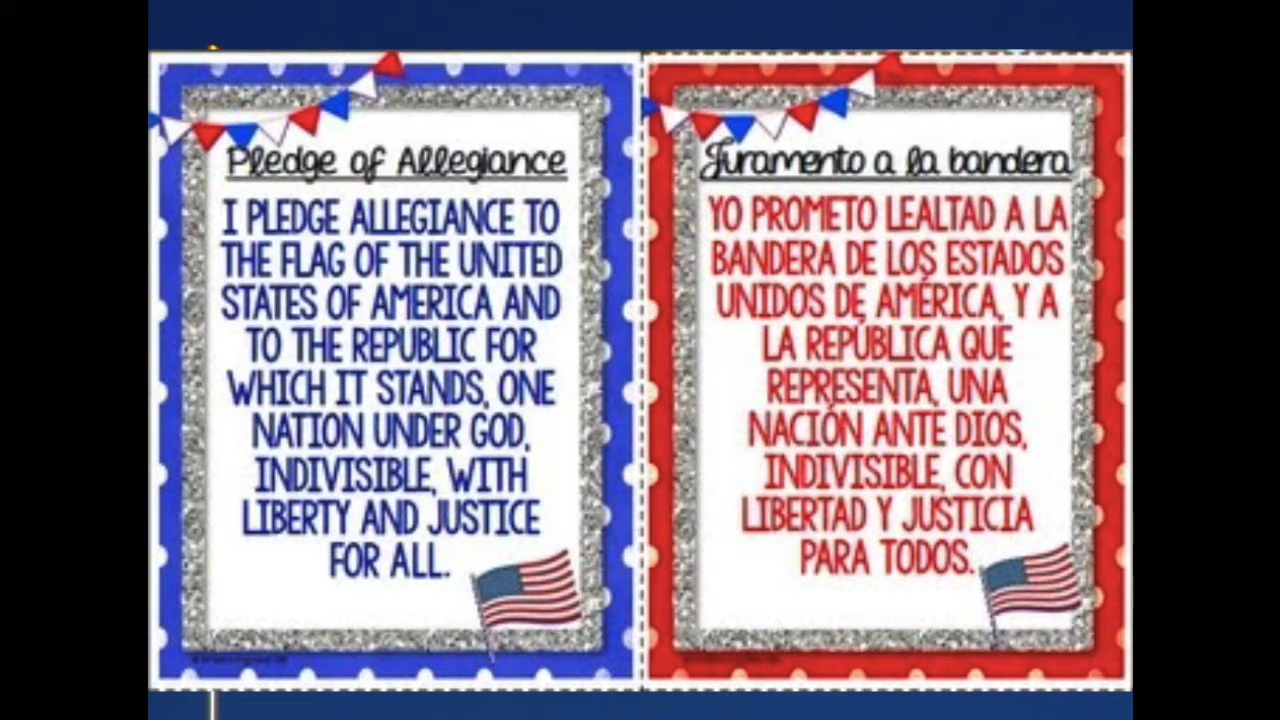 Pledge of Allegiance
I PLEDGE ALLEGIANCE TO
THE FLAG OF THE UNITED
STATES OF AMERICA AND
TO THE REPUBLIC FOR
WHICH IT STANDS, ONE
NATION UNDER GOD,
INDIVISIBLE, WITH
LIBERTY AND JUSTICE
FOR ALL.
Juramento a la bandera
YO PROMETO LEALTAD A LA
BANDERA DE LOS ESTADOS
UNIDOS DE AMÉRICA, Y A
LA REPÚBLICA QUE
REPRESENTA, UNA
NACIÓN ANTE DIOS,
INDIVISIBLE, CON
LIBERTAD Y JUSTICIA
PARA TODOS.